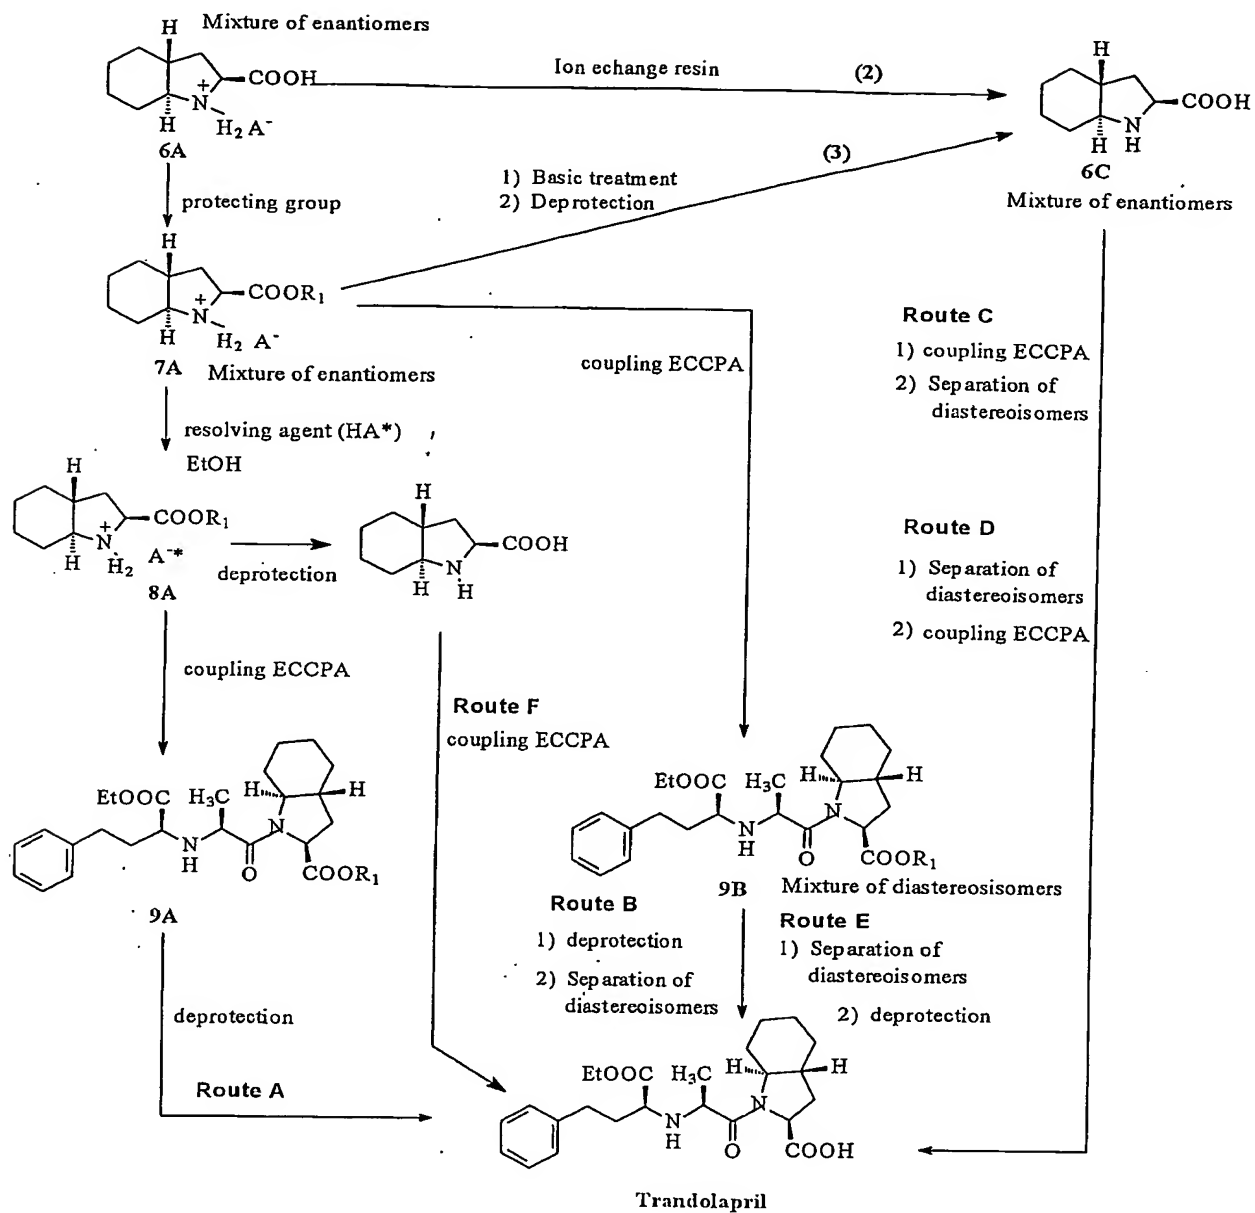 Mixture of enantiomers
H
COOH
+
N
H
H₂ A⁻
6A
Ion echange resin
(2)
H
COOH
N
H H
6C
Mixture of enantiomers
protecting group
(3)
1) Basic treatment
2) Deprotection
H
COOR₁
+
N
H
H₂ A⁻
7A
Mixture of enantiomers
coupling ECCPA
Route C
1) coupling ECCPA
2) Separation of
diastereoisomers
resolving agent (HA*)
EtOH
H
COOR₁
+
N
H
H₂
A⁻*
8A
deprotection
H
COOH
N
H H
Route D
1) Separation of
diastereoisomers
2) coupling ECCPA
coupling ECCPA
Route F
coupling ECCPA
EtOOC H₃C H H
N
N
H
O
COOR₁
9A
EtOOC H₃C H H
N
N
H
O
COOR₁
9B
Mixture of diastereosisomers
Route B
1) deprotection
2) Separation of
diastereoisomers
Route E
1) Separation of
diastereoisomers
2) deprotection
deprotection
Route A
EtOOC H₃C H H
N
N
H
O
COOH
Trandolapril